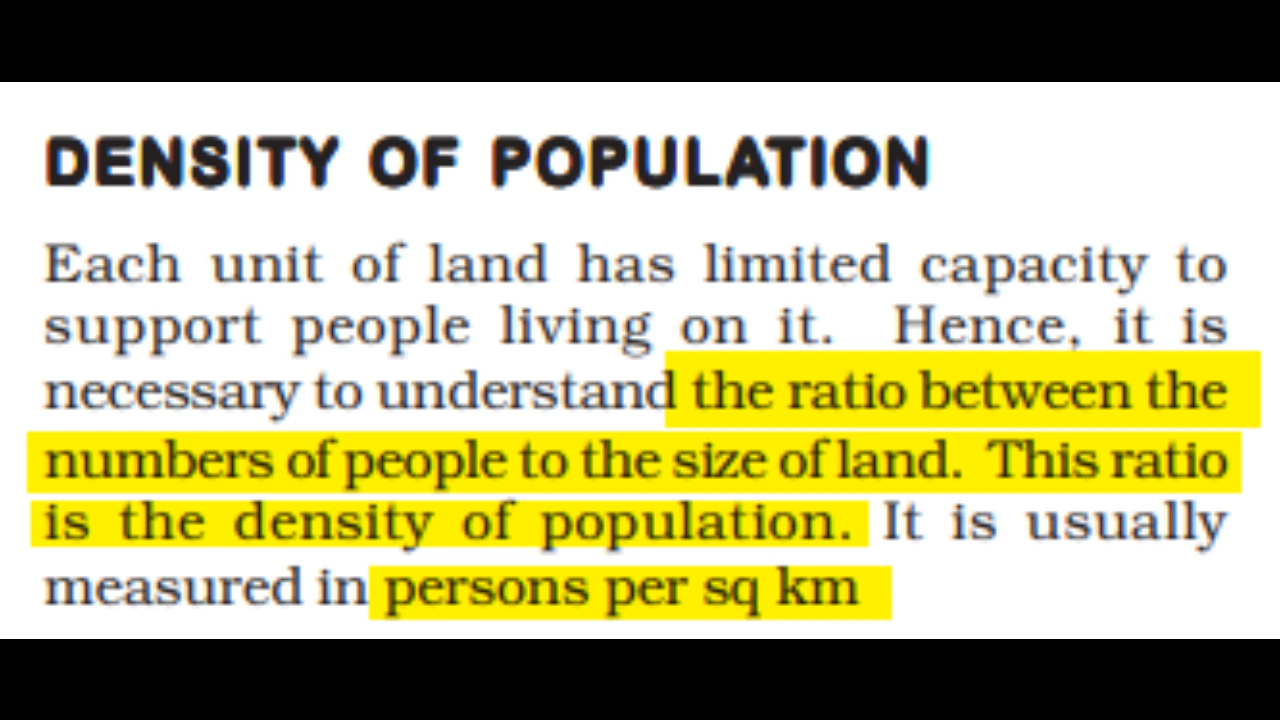 DENSITY OF POPULATION
Each unit of land has limited capacity to
support people living on it. Hence, it is
necessary to understand the ratio between the
numbers of people to the size of land. This ratio
is the density of population. It is usually
measured in persons per sq km